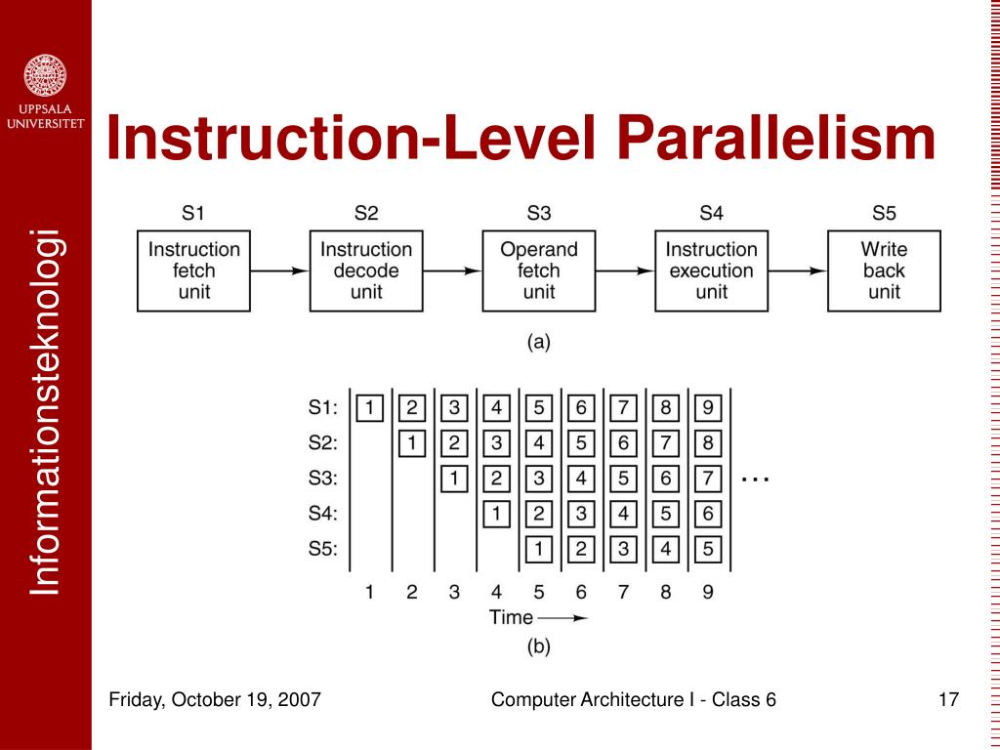 UPPSALA
UNIVERSITET
Informationsteknologi
Instruction-Level Parallelism
S1 S2 S3 S4 S5
Instruction Instruction Operand Instruction Write
fetch decode fetch execution back
unit unit unit unit unit
(a)
S1: 1 2 3 4 5 6 7 8 9
S2: 1 2 3 4 5 6 7 8
S3: 1 2 3 4 5 6 7 ...
S4: 1 2 3 4 5 6
S5: 1 2 3 4 5
1 2 3 4 5 6 7 8 9
Time
(b)
Friday, October 19, 2007 Computer Architecture I - Class 6 17